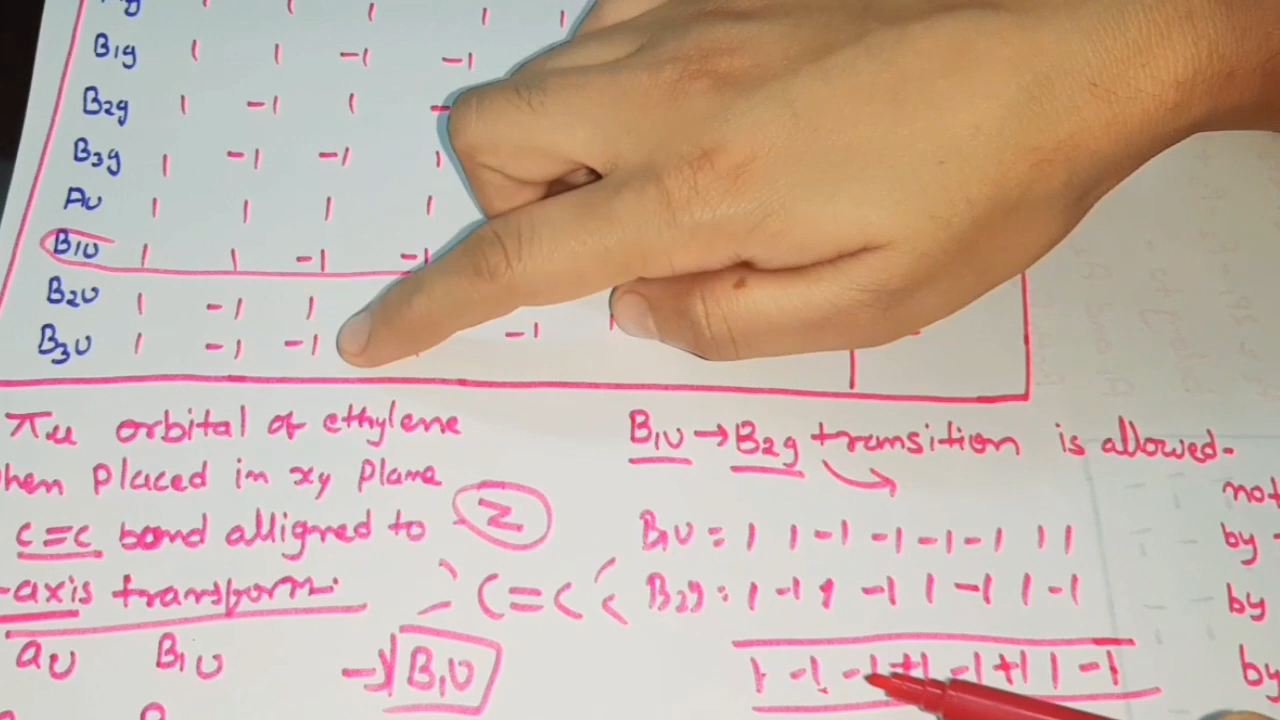 B1g 1 1 -1 -1
B2g 1 -1 1
B3g 1 -1 -1 1
Au 1 1 1 1
B1U 1 1 -1 -1
B2U 1 -1 1
B3U 1 -1 -1 -1
πu orbital of ethylene
hen placed in xy plane
C=C bond alligned to Z
-axis transform
au B1U → B1U
C=C
B1U → B2g transition is allowed.
B1U = 1 1 -1 -1 -1 -1 1 1
B2g : 1 -1 1 -1 1 -1 1 -1
1 -1 -1 +1 -1 +1 1 -1
not
by
by
by